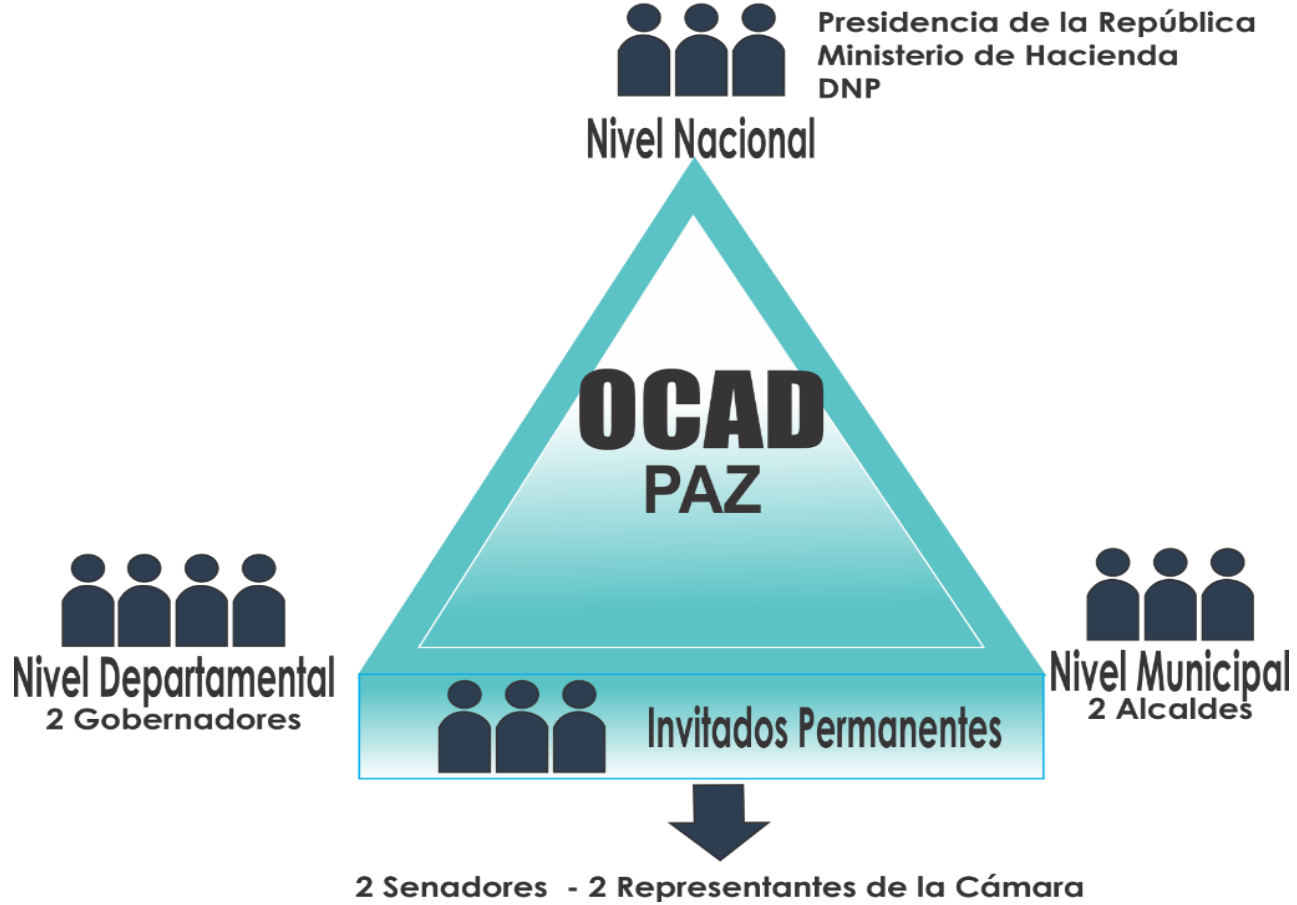 Presidencia de la República
Ministerio de Hacienda
DNP
Nivel Nacional
OCAD
PAZ
Nivel Departamental
2 Gobernadores
Nivel Municipal
2 Alcaldes
Invitados Permanentes
2 Senadores - 2 Representantes de la Cámara